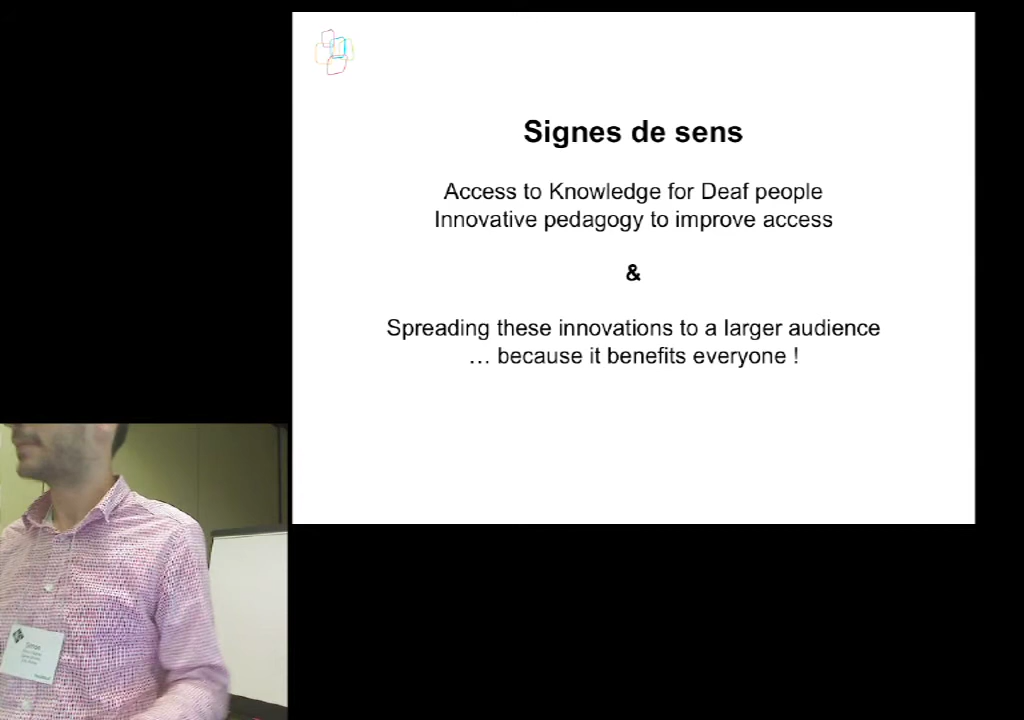 Signes de sens
Access to Knowledge for Deaf people
Innovative pedagogy to improve access
&
Spreading these innovations to a larger audience
… because it benefits everyone !
Simon